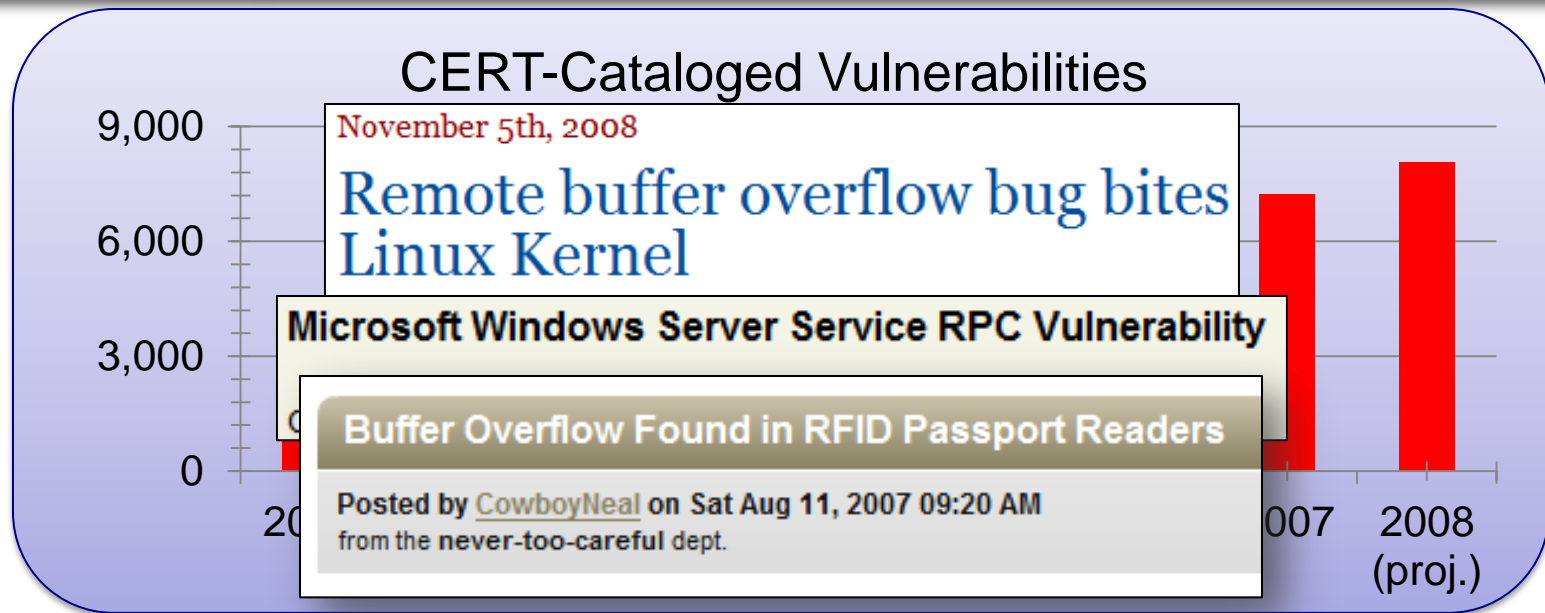 CERT-Cataloged Vulnerabilities
9,000
6,000
3,000
0
November 5th, 2008
Remote buffer overflow bug bites
Linux Kernel
Microsoft Windows Server Service RPC Vulnerability
Buffer Overflow Found in RFID Passport Readers
Posted by CowboyNeal on Sat Aug 11, 2007 09:20 AM
from the never-too-careful dept.
2008
(proj.)